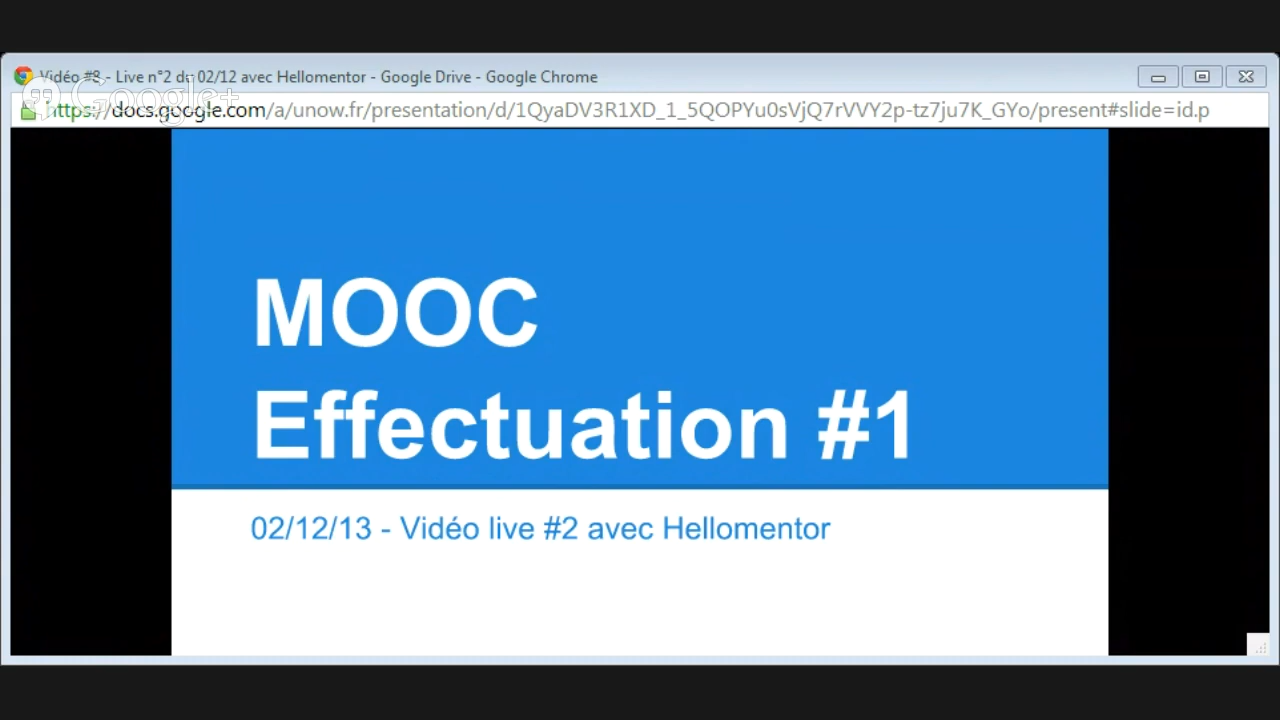 Vidéo #8 - Live n°2 du 02/12 avec Hellomentor - Google Drive - Google Chrome
Google+
https://docs.google.com/a/unow.fr/presentation/d/1QyaDV3R1XD_1_5QOPYu0sVjQ7rVVY2p-tz7ju7K_GYo/present#slide=id.p
MOOC
Effectuation #1
02/12/13 - Vidéo live #2 avec Hellomentor